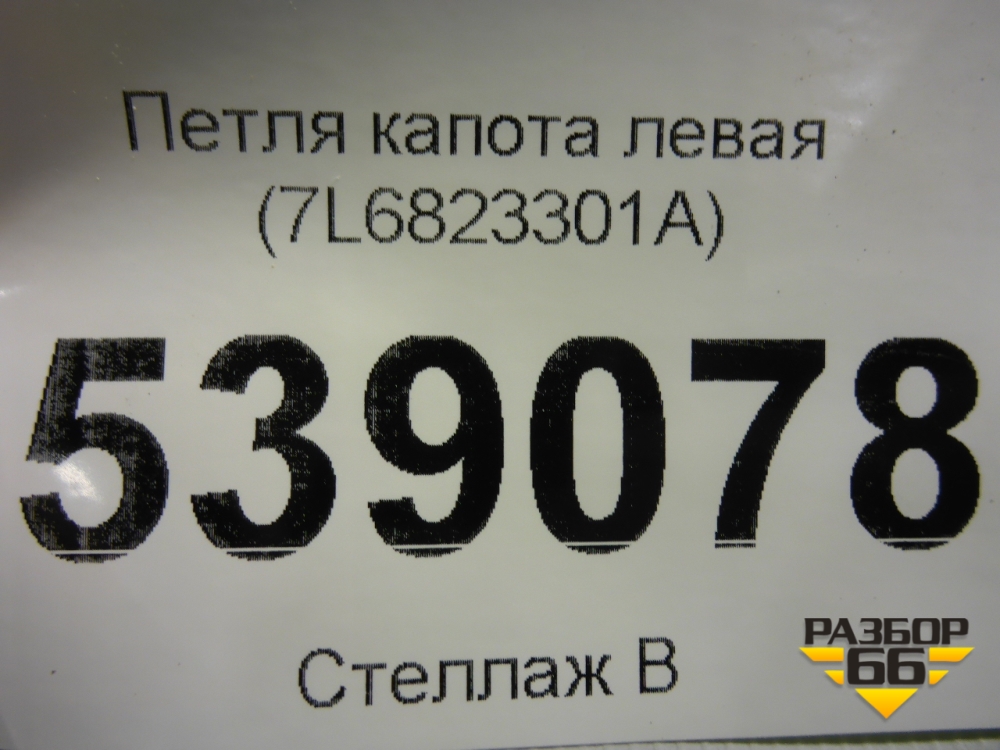 Петля капота левая
(7L6823301A)
539078
Стеллаж В
РАЗБОР
66